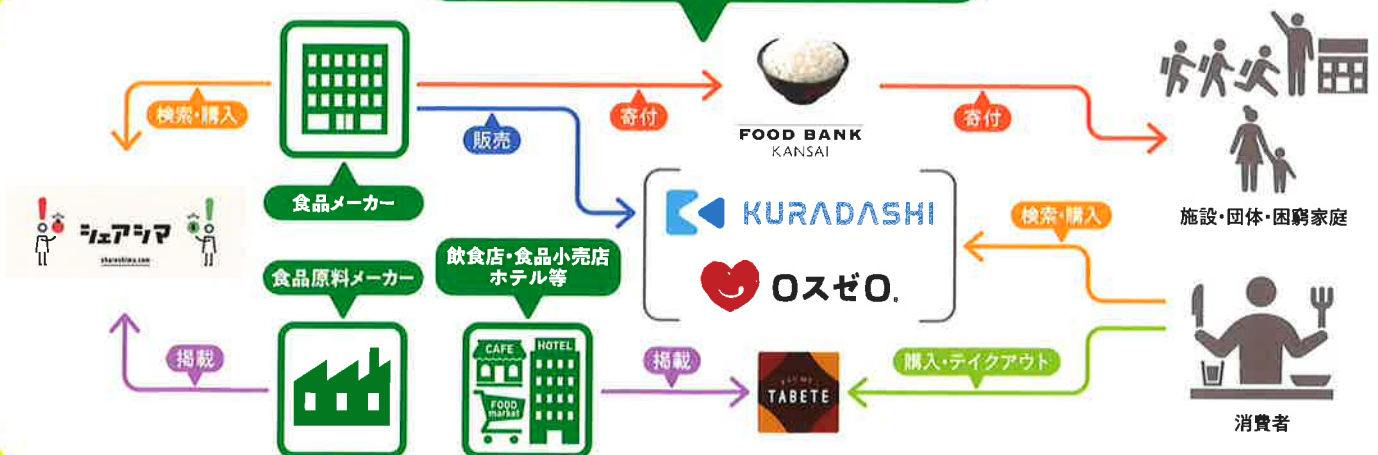 検索・購入
販売
寄付
寄付
FOOD BANK
KANSAI
食品メーカー
シェアシマ
shareshima.com
KURADASHI
検索・購入
施設・団体・困窮家庭
食品原料メーカー
飲食店・食品小売店
ホテル等
ロスゼロ.
掲載
CAFE
HOTEL
FOOD
market
掲載
TABETE
購入・テイクアウト
消費者